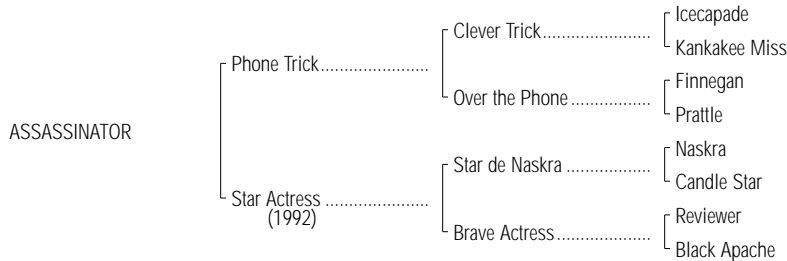 Icecapade
Clever Trick......................
Kankakee Miss
Phone Trick.......................
Finnegan
Over the Phone.................
Prattle
ASSASSINATOR
Naskra
Star de Naskra ..................
Candle Star
Star Actress ......................
(1992)
Reviewer
Brave Actress....................
Black Apache